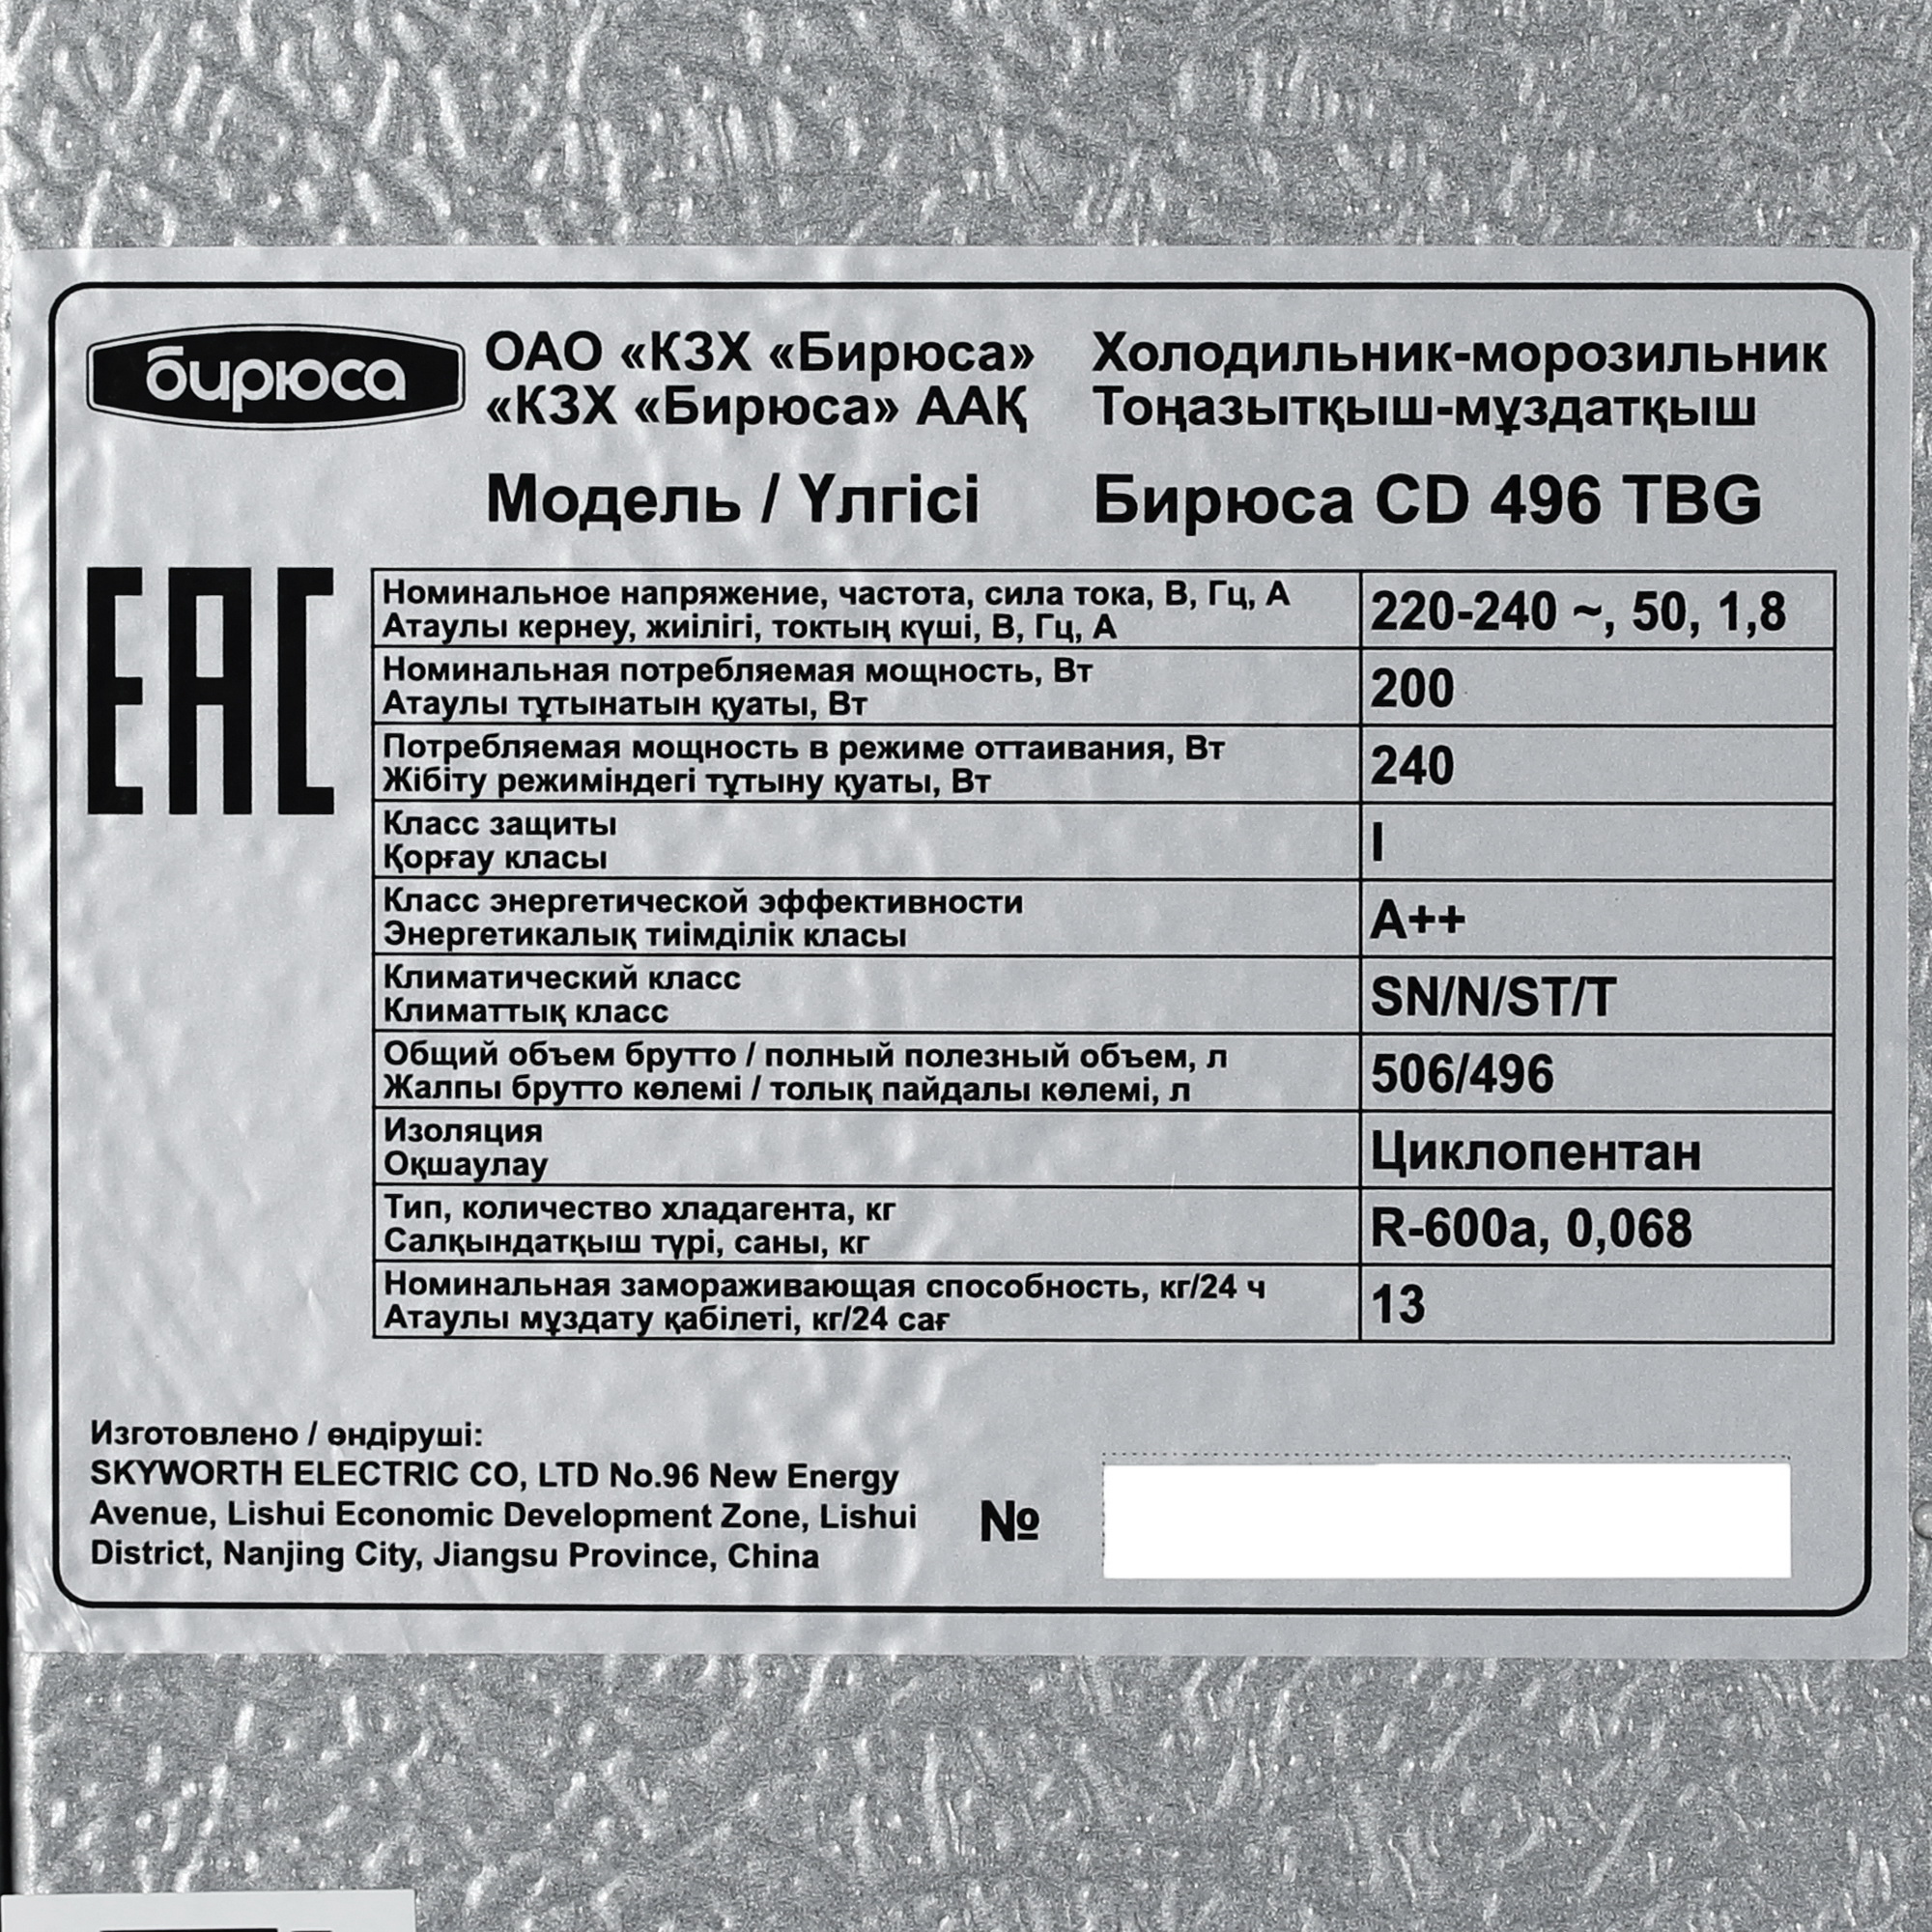 бирюса
ОАО «КЗХ «Бирюса»
«КЗХ «Бирюса» ААҚ
Холодильник-морозильник
Тоңазытқыш-мұздатқыш
Модель / Үлгісі
Бирюса CD 496 TBG
EAC
Номинальное напряжение, частота, сила тока, В, Гц, А
Атаулы кернеу, жиілігі, токтың күші, В, Гц, А
220-240 ~, 50, 1,8
Номинальная потребляемая мощность, Вт
Атаулы тұтынатын қуаты, Вт
200
Потребляемая мощность в режиме оттаивания, Вт
Жібіту режиміндегі тұтыну қуаты, Вт
240
Класс защиты
Қорғау класы
I
Класс энергетической эффективности
Энергетикалық тиімділік класы
А++
Климатический класс
Климаттық класс
SN/N/ST/T
Общий объем брутто / полный полезный объем, л
Жалпы брутто көлемі / толық пайдалы көлемі, л
506/496
Изоляция
Оқшаулау
Циклопентан
Тип, количество хладагента, кг
Салқындатқыш түрі, саны, кг
R-600a, 0,068
Номинальная замораживающая способность, кг/24 ч
Атаулы мұздату қабілеті, кг/24 сағ
13
Изготовлено / өндіруші:
SKYWORTH ELECTRIC CO, LTD No.96 New Energy
Avenue, Lishui Economic Development Zone, Lishui
District, Nanjing City, Jiangsu Province, China
№